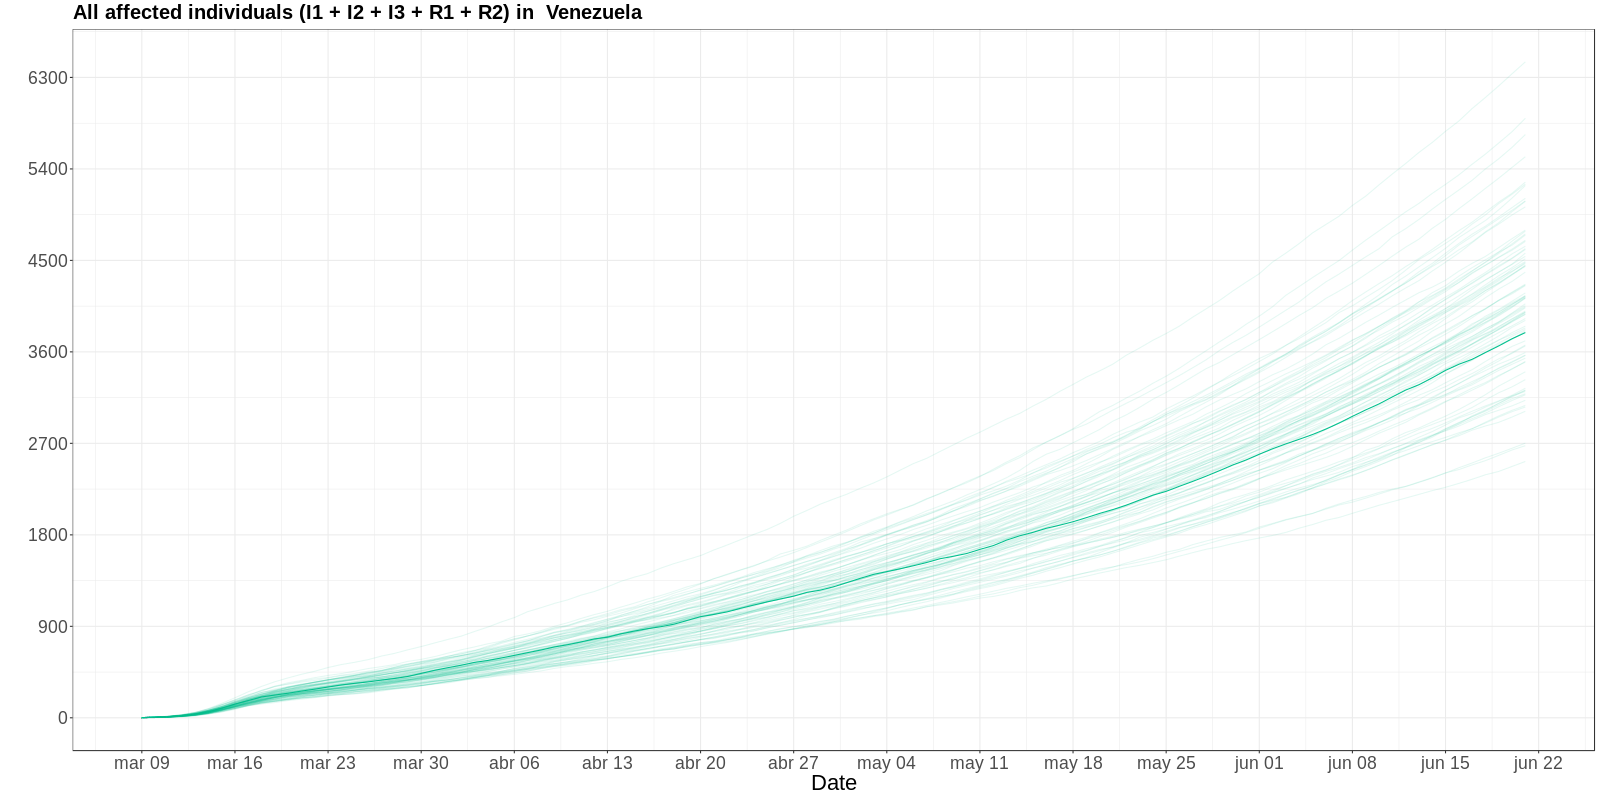 All affected individuals (I1 + I2 + I3 + R1 + R2) in  Venezuela
6300
5400
4500
3600
2700
1800
900
0
mar 09 mar 16 mar 23 mar 30 abr 06 abr 13 abr 20 abr 27 may 04 may 11 may 18 may 25 jun 01 jun 08 jun 15 jun 22
Date